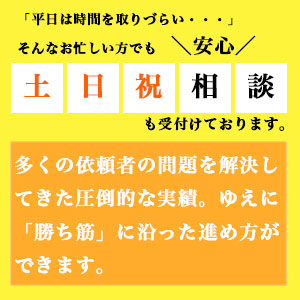 「平日は時間を取りづらい・・・」
そんなお忙しい方でも ＼安心／
土日祝相談
も受付けております。
多くの依頼者の問題を解決し
てきた圧倒的な実績。ゆえに
「勝ち筋」に沿った進め方が
できます。